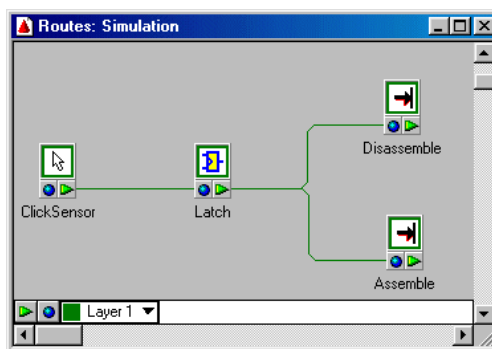 Routes: Simulation
Disassemble
ClickSensor
Latch
Assemble
Layer 1